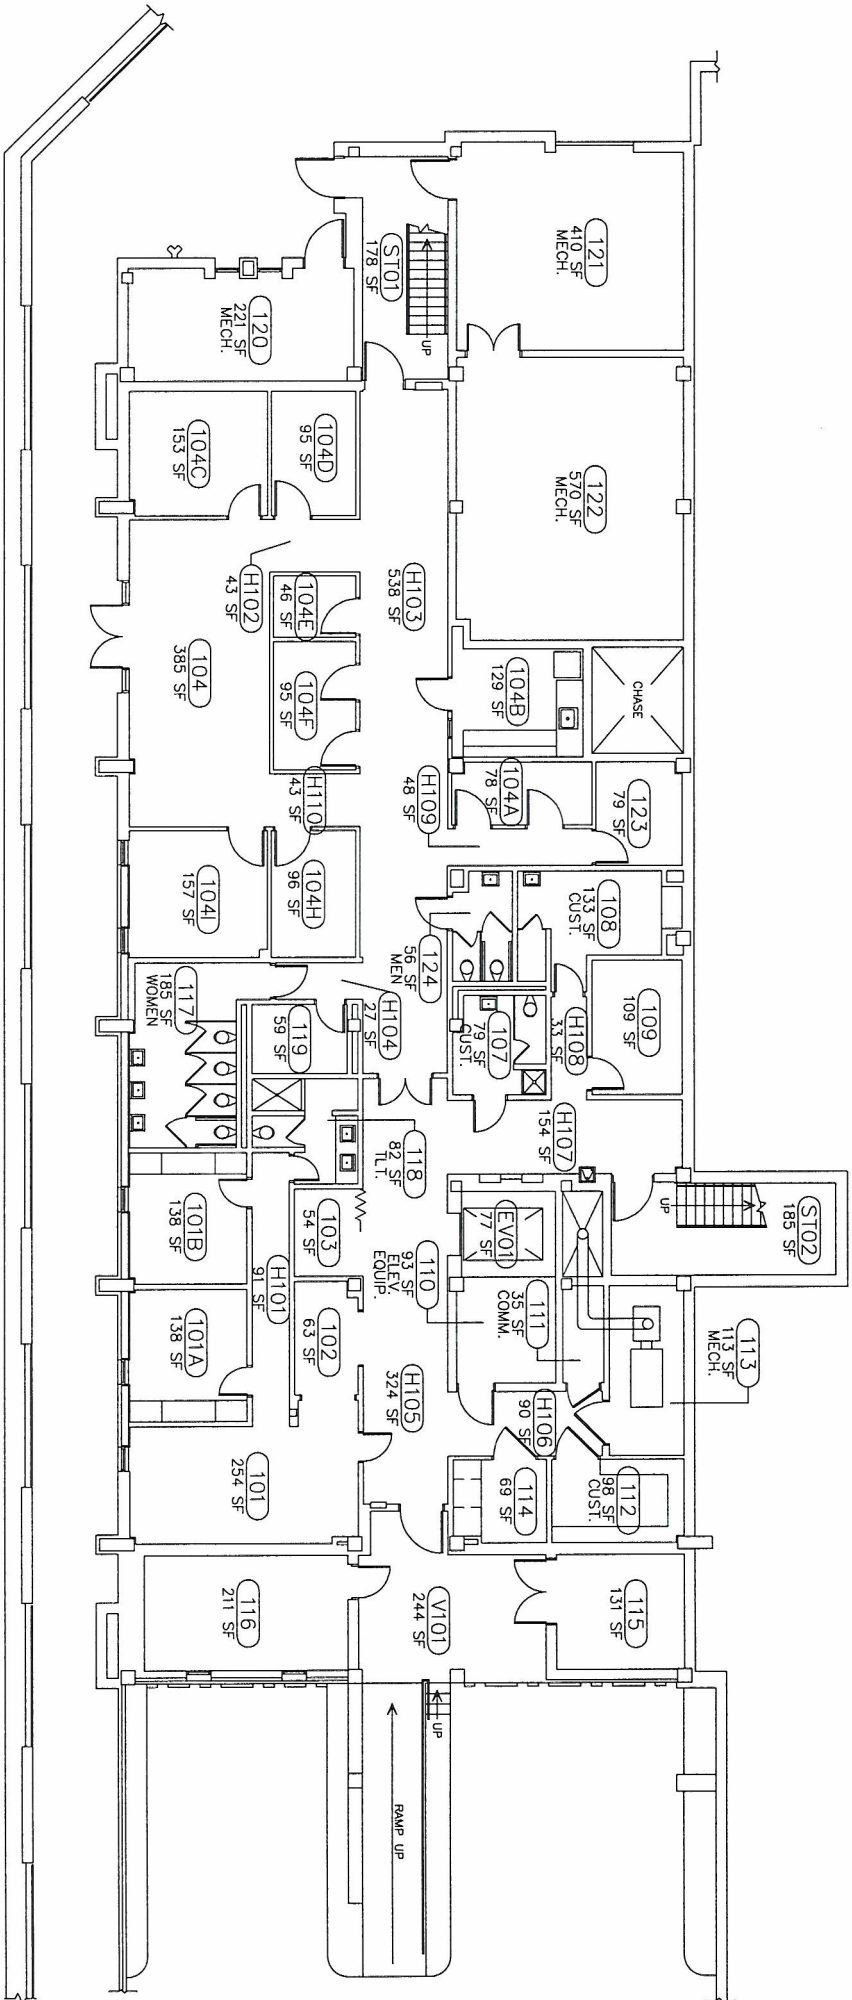 121
410 SF
MECH.
ST01
178 SF
UP
120
221 SF
MECH.
122
570 SF
MECH.
104D
95 SF
104C
153 SF
H103
538 SF
H102
43 SF
104E
46 SF
104
385 SF
104F
95 SF
104B
129 SF
CHASE
H110
43 SF
H109
48 SF
104A
78 SF
123
79 SF
104I
157 SF
104H
96 SF
124
56 SF
MEN
108
133 SF
CUST.
109
109 SF
H108
33 SF
107
79 SF
CUST.
H104
27 SF
117
185 SF
WOMEN
119
59 SF
118
82 SF
TLT.
H107
154 SF
ST02
185 SF
UP
EV01
77 SF
103
54 SF
101B
138 SF
H101
91 SF
110
93 SF
ELEV.
EQUIP.
111
35 SF
COMM.
113
113 SF
MECH.
101A
138 SF
102
63 SF
H105
324 SF
H106
90 SF
101
254 SF
114
69 SF
112
98 SF
CUST.
116
211 SF
V101
244 SF
115
131 SF
UP
RAMP UP